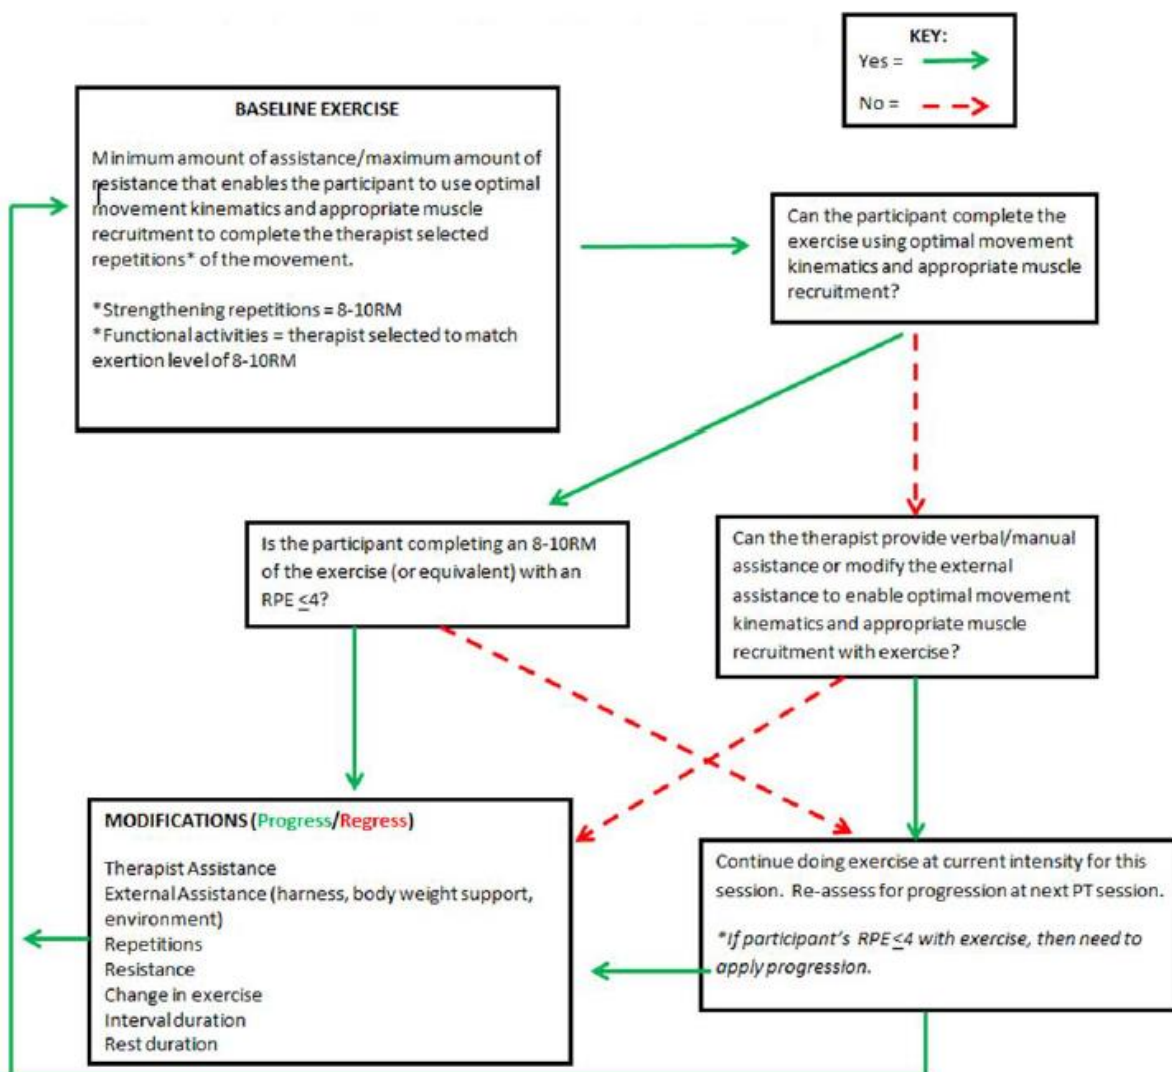 KEY:
Yes =
No =
BASELINE EXERCISE
Minimum amount of assistance/maximum amount of
resistance that enables the participant to use optimal
movement kinematics and appropriate muscle
recruitment to complete the therapist selected
repetitions* of the movement.
*Strengthening repetitions = 8-10RM
*Functional activities = therapist selected to match
exertion level of 8-10RM
Can the participant complete the
exercise using optimal movement
kinematics and appropriate muscle
recruitment?
Is the participant completing an 8-10RM
of the exercise (or equivalent) with an
RPE ≤4?
Can the therapist provide verbal/manual
assistance or modify the external
assistance to enable optimal movement
kinematics and appropriate muscle
recruitment with exercise?
MODIFICATIONS (Progress/Regress)
Therapist Assistance
External Assistance (harness, body weight support,
environment)
Repetitions
Resistance
Change in exercise
Interval duration
Rest duration
Continue doing exercise at current intensity for this
session. Re-assess for progression at next PT session.
*If participant's RPE≤4 with exercise, then need to
apply progression.